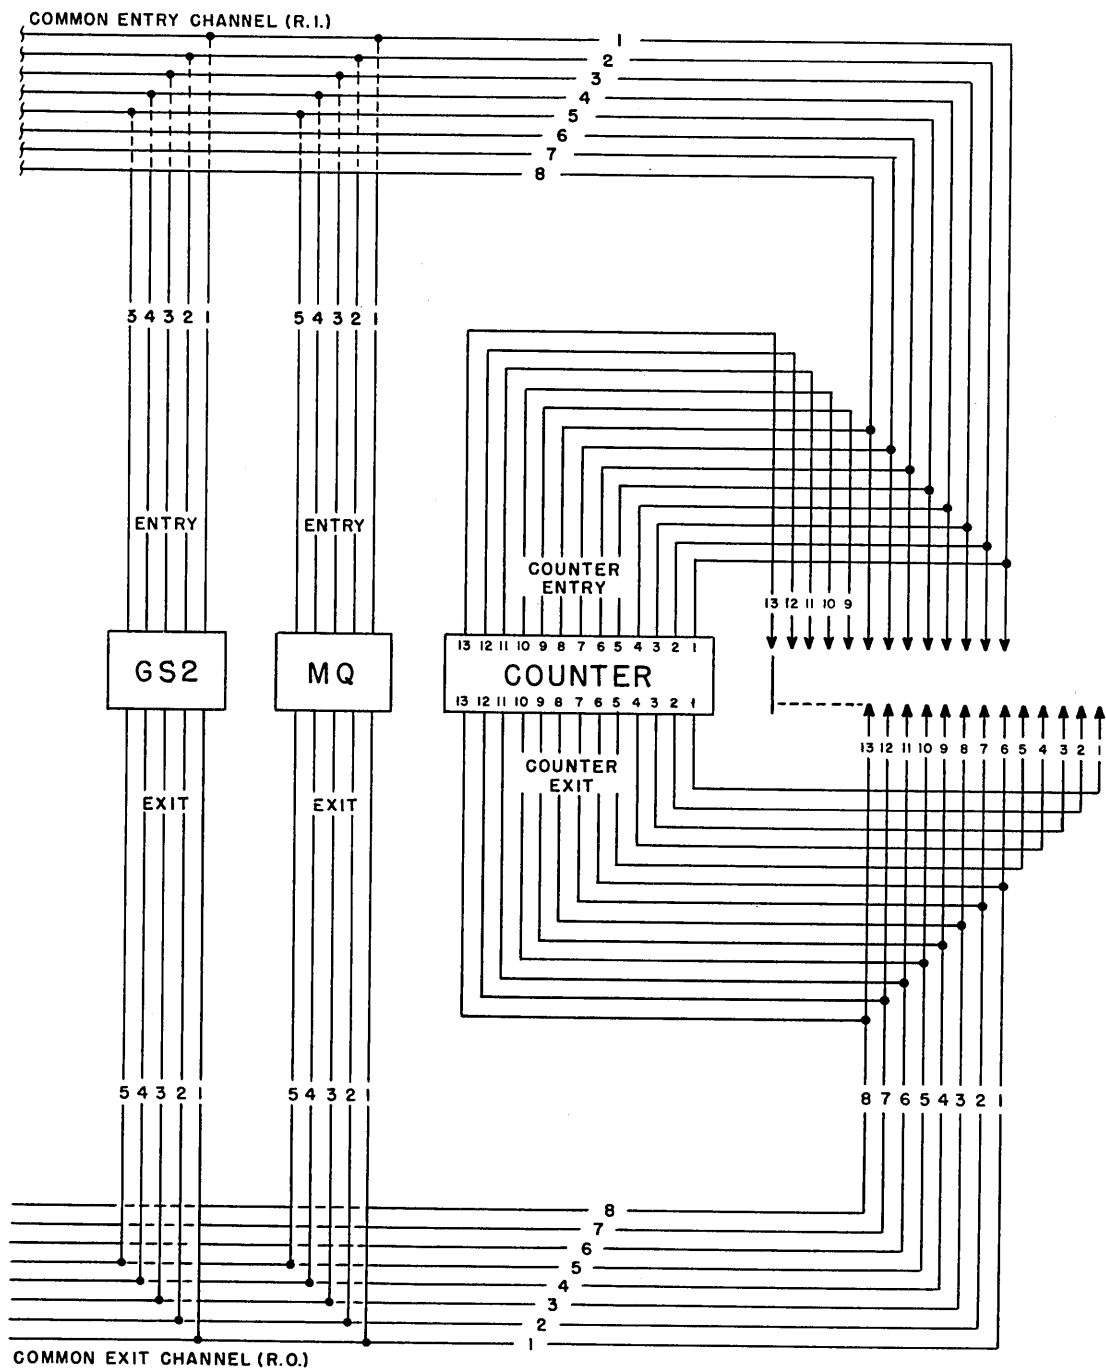 COMMON ENTRY CHANNEL (R.I.)
1
2
3
4
5
6
7
8
3 4 3 2 1
5 4 3 2 1
ENTRY
ENTRY
COUNTER
ENTRY
13 12 11 10 9
GS2
MQ
13 12 11 10 9 8 7 6 5 4 3 2 1
COUNTER
13 12 11 10 9 8 7 6 5 4 3 2 1
13 12 11 10 9 8 7 6 5 4 3 2 1
COUNTER
EXIT
EXIT
EXIT
5 4 3 2 1
5 4 3 2 1
8 7 6 5 4 3 2 1
8
7
6
5
4
3
2
1
COMMON EXIT CHANNEL (R.O.)